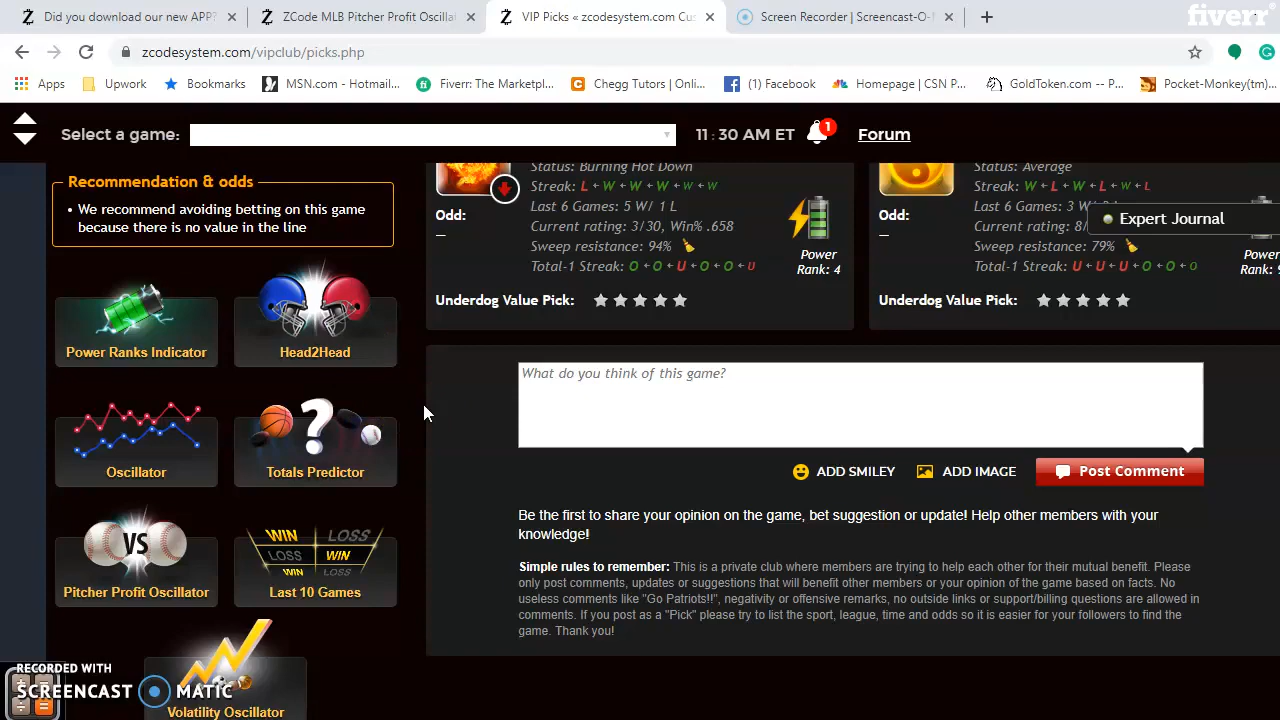 Did you download our new APP?
ZCode MLB Pitcher Profit Oscilla
VIP Picks « zcodesystem.com Cus
Screen Recorder | Screencast-O-
fiverr
zcodesystem.com/vipclub/picks.php
Apps
Upwork
Bookmarks
MSN.com - Hotmail...
Fiverr: The Marketpl...
Chegg Tutors | Onli...
(1) Facebook
Homepage | CSN P...
GoldToken.com -- P...
Pocket-Monkey(tm)...
Select a game:
11 : 30 AM ET
1
Forum
Recommendation & odds
• We recommend avoiding betting on this game
because there is no value in the line
Power Ranks Indicator
Head2Head
Oscillator
Totals Predictor
VS
Pitcher Profit Oscillator
WIN LOSS
LOSS WIN
WIN LOSS
Last 10 Games
Volatility Oscillator
RECORDED WITH
SCREENCAST MATIC
Status: Burning Hot Down
Streak: L W W W W W
Odd:
—
Last 6 Games: 5 W/ 1 L
Current rating: 3/30, Win% .658
Sweep resistance: 94%
Total-1 Streak: O O U O O U
Power
Rank: 4
Underdog Value Pick:
Status: Average
Streak: W L W L W L
Odd:
—
Last 6 Games: 3 W
Current rating: 8/
Expert Journal
Sweep resistance: 79%
Total-1 Streak: U U U O O O
Power
Rank:
Underdog Value Pick:
What do you think of this game?
ADD SMILEY
ADD IMAGE
Post Comment
Be the first to share your opinion on the game, bet suggestion or update! Help other members with your
knowledge!
Simple rules to remember: This is a private club where members are trying to help each other for their mutual benefit. Please
only post comments, updates or suggestions that will benefit other members or your opinion of the game based on facts. No
useless comments like "Go Patriots!!", negativity or offensive remarks, no outside links or support/billing questions are allowed in
comments. If you post as a "Pick" please try to list the sport, league, time and odds so it is easier for your followers to find the
game. Thank you!